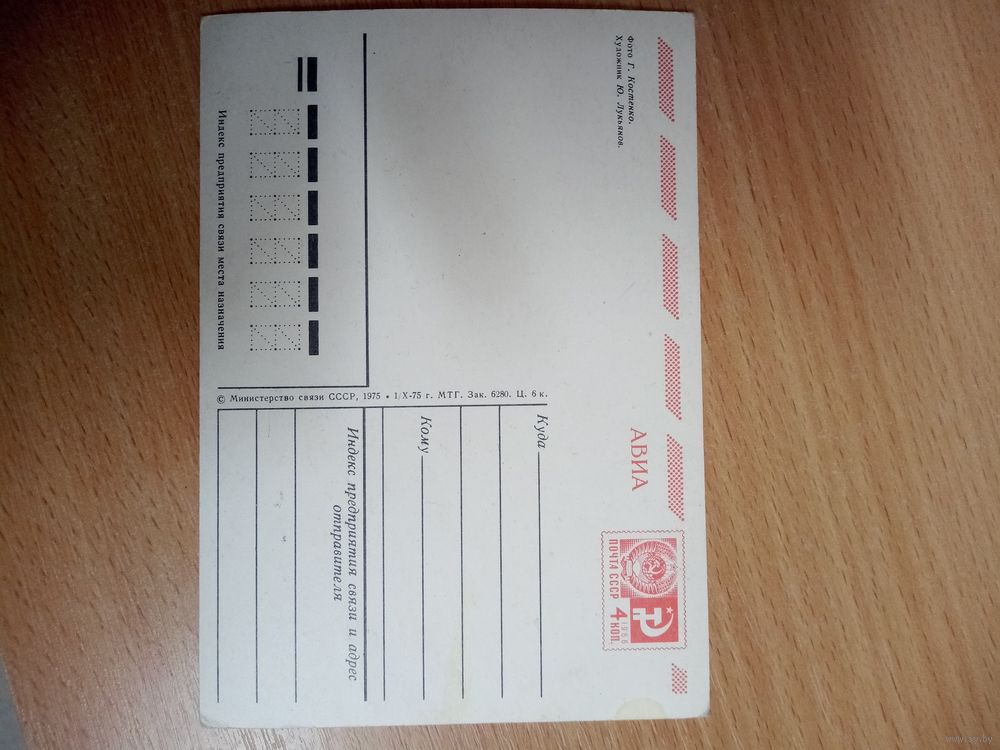 Фото Г. Костенко.
Художник Ю. Лукьянов.
АВИА
ПОЧТА СССР
1966
4 КОП.
Куда
Кому
Индекс предприятия связи и адрес
отправителя
© Министерство связи СССР, 1975 • 1/X-75 г. МТГ. Зак. 6280. Ц. 6 к.
Индекс предприятия связи места назначения